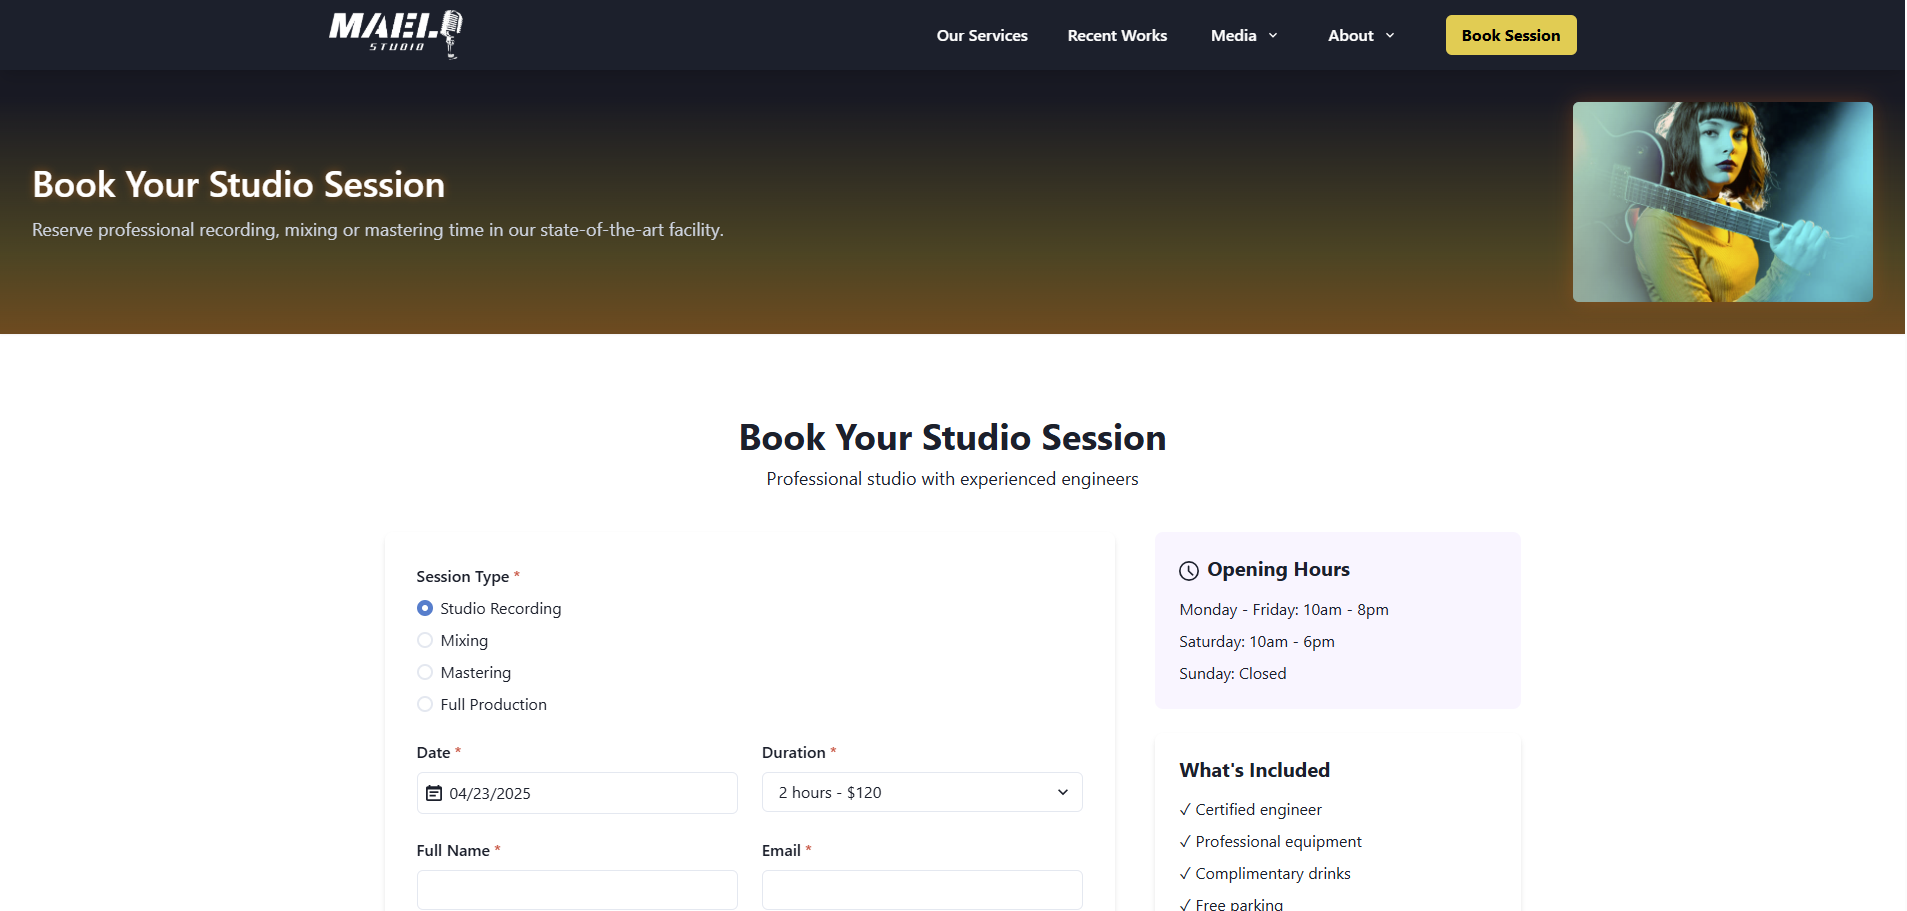 MAEL
STUDIO
Our Services
Recent Works
Media
About
Book Session
Book Your Studio Session
Reserve professional recording, mixing or mastering time in our state-of-the-art facility.
Book Your Studio Session
Professional studio with experienced engineers
Session Type *
Studio Recording
Mixing
Mastering
Full Production
Date *
04/23/2025
Duration *
2 hours - $120
Full Name *
Email *
Opening Hours
Monday - Friday: 10am - 8pm
Saturday: 10am - 6pm
Sunday: Closed
What's Included
✓ Certified engineer
✓ Professional equipment
✓ Complimentary drinks
✓ Free parking